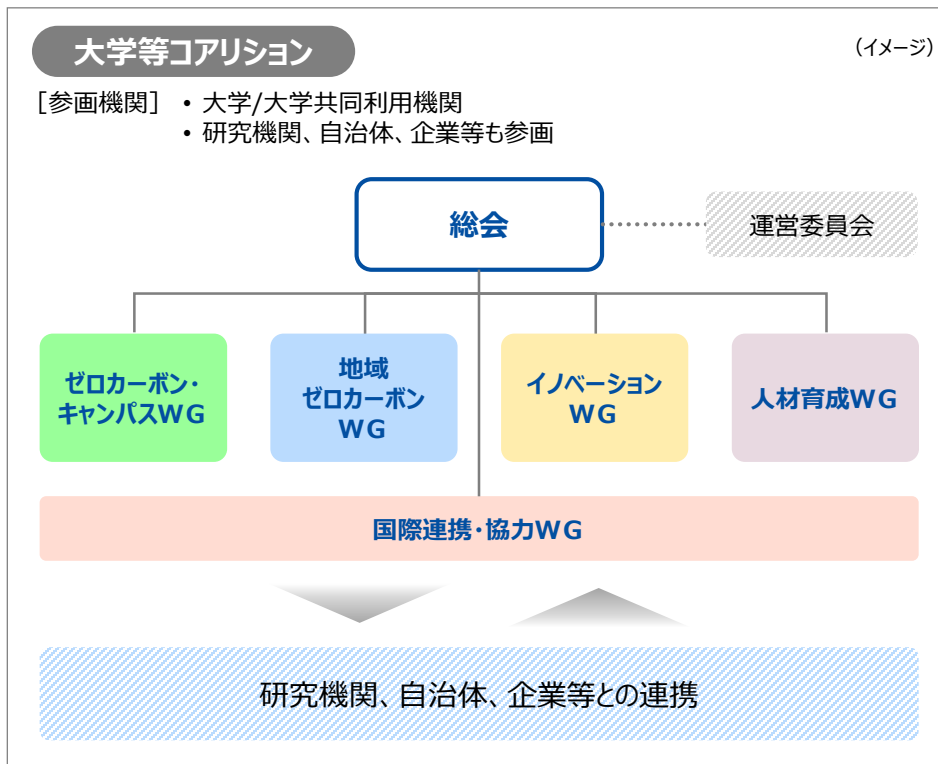 大学等コアリション
(イメージ)
[参画機関] • 大学/大学共同利用機関
• 研究機関、自治体、企業等も参画
総会
運営委員会
ゼロカーボン・
キャンパスWG
地域
ゼロカーボン
WG
イノベーション
WG
人材育成WG
国際連携・協力WG
研究機関、自治体、企業等との連携